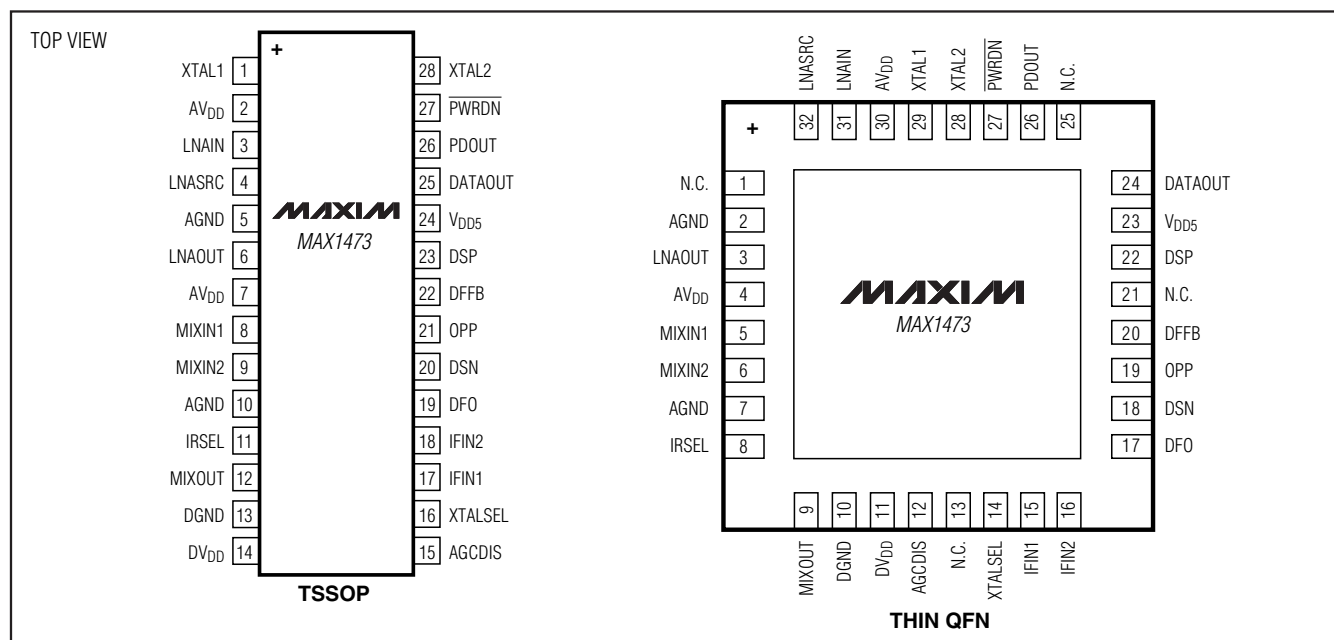 TOP VIEW
+
XTAL1 1
AVDD 2
LNAIN 3
LNASRC 4
AGND 5
LNAOUT 6
AVDD 7
MIXIN1 8
MIXIN2 9
AGND 10
IRSEL 11
MIXOUT 12
DGND 13
DVDD 14
MAXIM
MAX1473
28 XTAL2
27 PWRDN
26 PDOUT
25 DATAOUT
24 VDD5
23 DSP
22 DFFB
21 OPP
20 DSN
19 DFO
18 IFIN2
17 IFIN1
16 XTALSEL
15 AGCDIS
TSSOP
LNASRC 32
LNAIN 31
AVDD 30
XTAL1 29
XTAL2 28
PWRDN 27
PDOUT 26
N.C. 25
+
N.C. 1
AGND 2
LNAOUT 3
AVDD 4
MIXIN1 5
MIXIN2 6
AGND 7
IRSEL 8
MAXIM
MAX1473
24 DATAOUT
23 VDD5
22 DSP
21 N.C.
20 DFFB
19 OPP
18 DSN
17 DFO
9 MIXOUT
10 DGND
11 DVDD
12 AGCDIS
13 N.C.
14 XTALSEL
15 IFIN1
16 IFIN2
THIN QFN